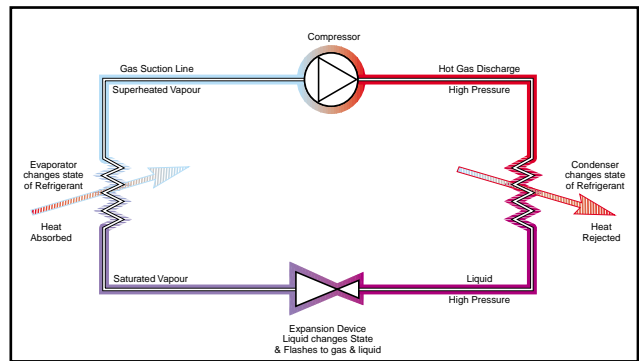 Compressor
Gas Suction Line
Superheated Vapour
Hot Gas Discharge
High Pressure
Evaporator
changes state
of Refrigerant
Heat
Absorbed
Condenser
changes state
of Refrigerant
Heat
Rejected
Saturated Vapour
Liquid
High Pressure
Expansion Device
Liquid changes State
& Flashes to gas & liquid